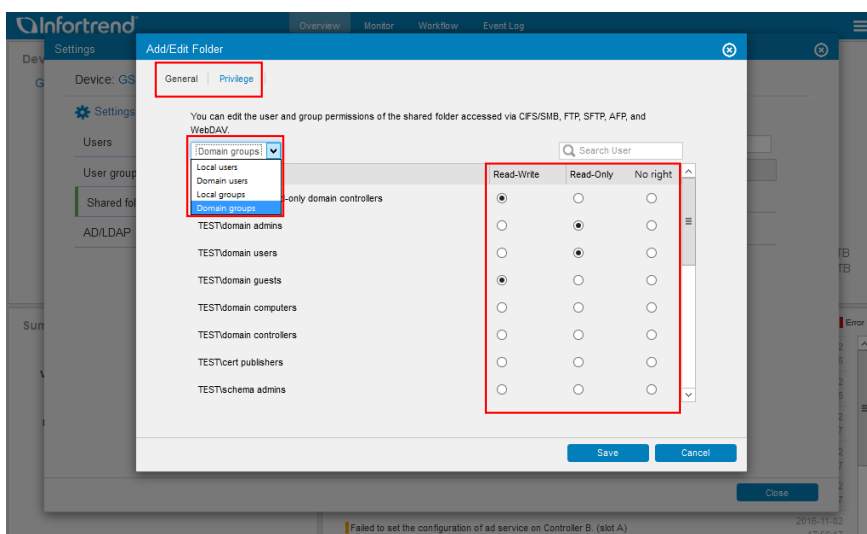 Infortrend
Overview Monitor Workflow Event Log
Dev
Settings
Add/Edit Folder
G
Device: GS
General Privilege
Settings
You can edit the user and group permissions of the shared folder accessed via CIFS/SMB, FTP, SFTP, AFP, and
WebDAV.
Users
Domain groups
Search User
Local users
Domain users
Local groups
Domain groups
Read-Write Read-Only No right
User group
Shared fol
-only domain controllers
AD/LDAP
TEST\domain admins
TEST\domain users
TB
TB
TEST\domain guests
TEST\domain computers
Sum
Error
TEST\domain controllers
TEST\cert publishers
TEST\schema admins
Save Cancel
Close
Failed to set the configuration of ad service on Controller B. (slot A)
2016-11-02